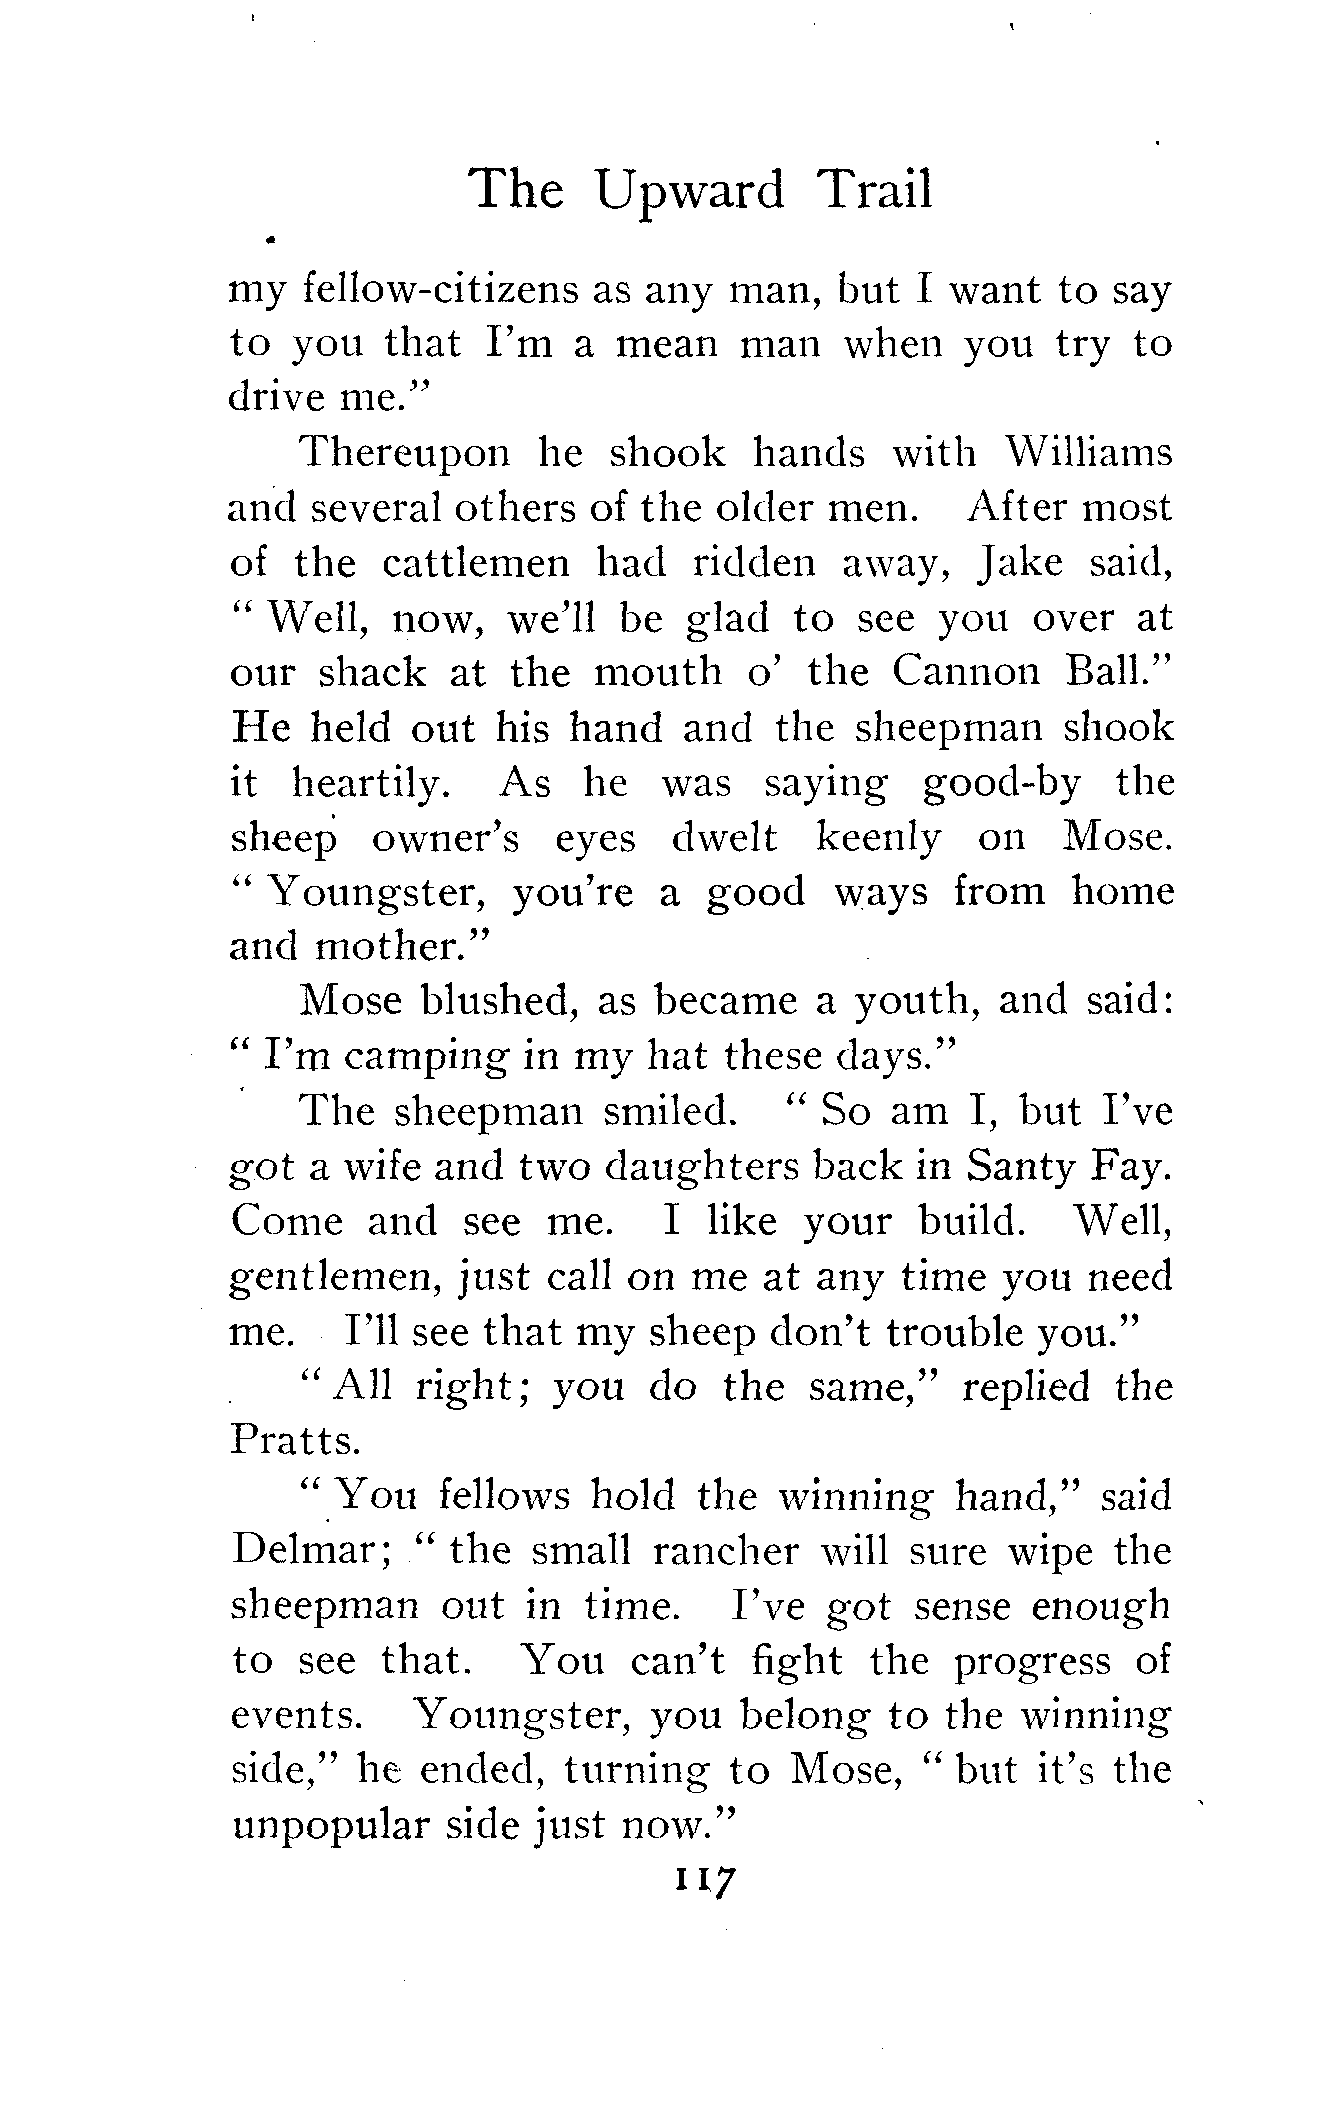 The Upward Trail
my fellow-citizens as any man, but I want to say
to you that I'm a mean man when you try to
drive me."
Thereupon he shook hands with Williams
and several others of the older men. After most
of the cattlemen had ridden away, Jake said,
" Well, now, we'll be glad to see you over at
our shack at the mouth o' the Cannon Ball."
He held out his hand and the sheepman shook
it heartily. As he was saying good-by the
sheep owner's eyes dwelt keenly on Mose.
" Youngster, you're a good ways from home
and mother."
Mose blushed, as became a youth, and said:
" I'm camping in my hat these days."
The sheepman smiled. " So am I, but I've
got a wife and two daughters back in Santy Fay.
Come and see me. I like your build. Well,
gentlemen, just call on me at any time you need
me. I'll see that my sheep don't trouble you."
" All right; you do the same," replied the
Pratts.
" You fellows hold the winning hand," said
Delmar; " the small rancher will sure wipe the
sheepman out in time. I've got sense enough
to see that. You can't fight the progress of
events. Youngster, you belong to the winning
side," he ended, turning to Mose, " but it's the
unpopular side just now."
117